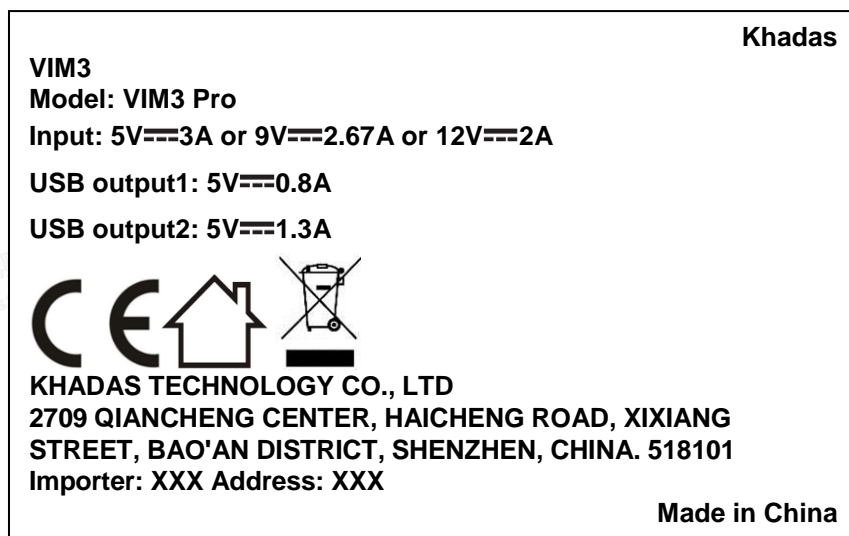 Khadas
VIM3
Model: VIM3 Pro
Input: 5V⎓3A or 9V⎓2.67A or 12V⎓2A
USB output1: 5V⎓0.8A
USB output2: 5V⎓1.3A
CE
KHADAS TECHNOLOGY CO., LTD
2709 QIANCHENG CENTER, HAICHENG ROAD, XIXIANG
STREET, BAO'AN DISTRICT, SHENZHEN, CHINA. 518101
Importer: XXX Address: XXX
Made in China